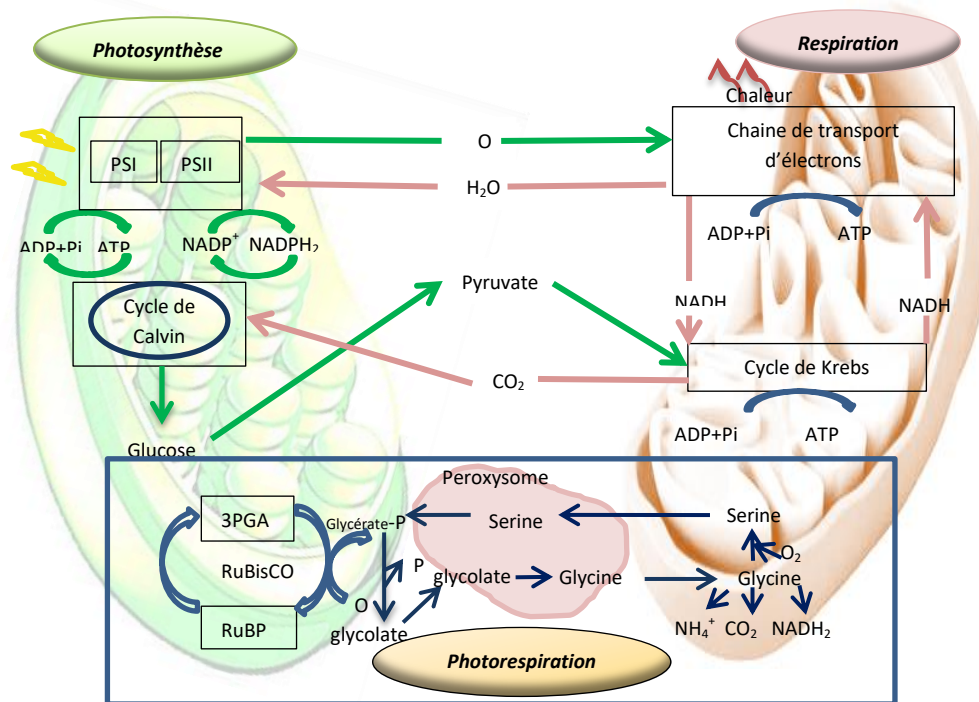 Photosynthèse
Respiration
Chaleur
Chaine de transport
d'électrons
PSI
PSII
O
H₂O
ADP+Pi
ATP
NADP⁺
NADPH₂
ADP+Pi
ATP
Pyruvate
NADH
NADH
Cycle de
Calvin
CO₂
Cycle de Krebs
ADP+Pi
ATP
Glucose
Peroxysome
3PGA
Glycérate-P
Serine
Serine
O₂
RuBisCO
P
glycolate
Glycine
Glycine
O
RuBP
glycolate
NH₄⁺
CO₂
NADH₂
Photorespiration